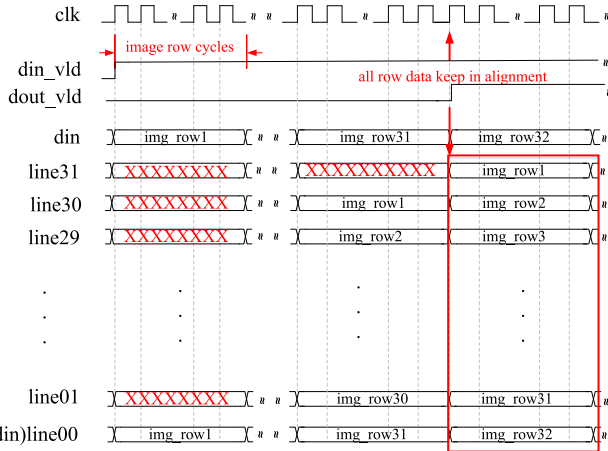 clk
image row cycles
din_vld
all row data keep in alignment
dout_vld
din img_row1 img_row31 img_row32
line31 XXXXXXXX XXXXXXXXXX img_row1
line30 XXXXXXXX img_row1 img_row2
line29 XXXXXXXX img_row2 img_row3
line01 XXXXXXXX img_row30 img_row31
lin)line00 img_row1 img_row31 img_row32